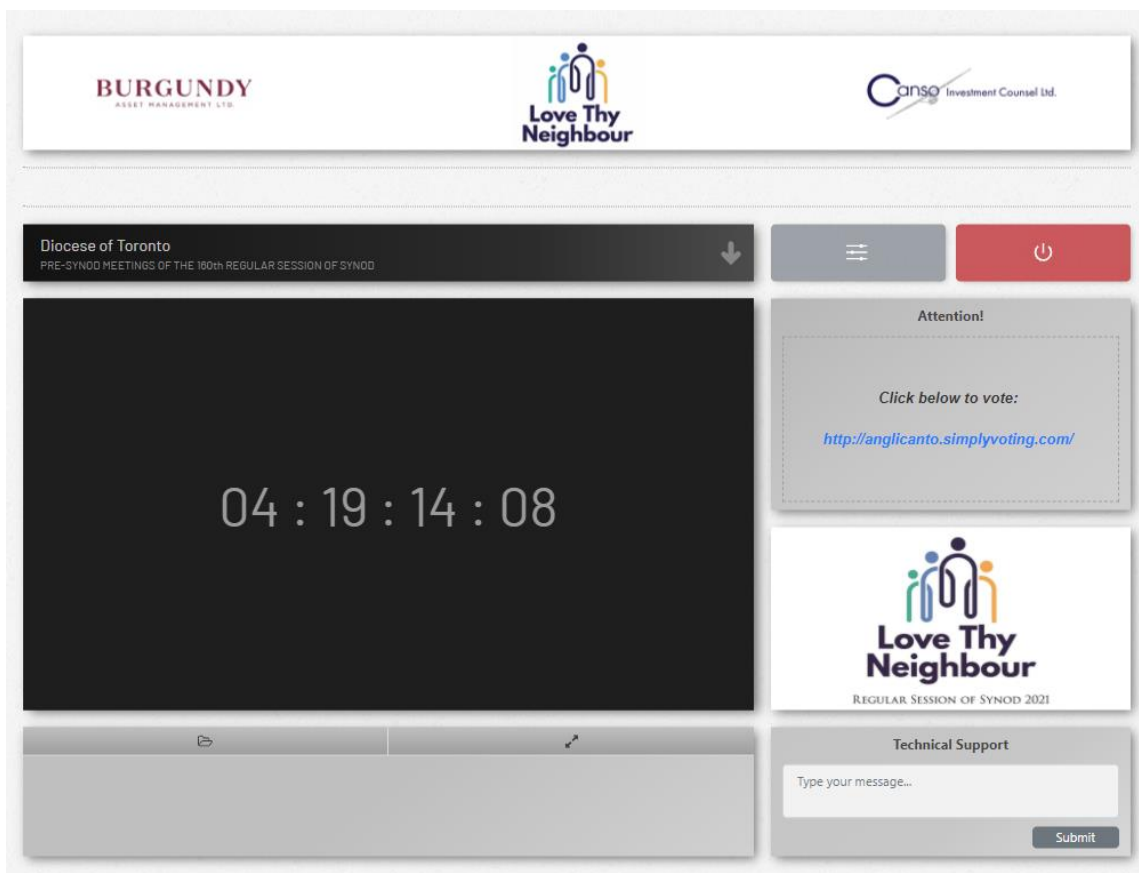 BURGUNDY
ASSET MANAGEMENT LTD.
Love Thy
Neighbour
Canso Investment Counsel Ltd.
Diocese of Toronto
PRE-SYNOD MEETINGS OF THE 160th REGULAR SESSION OF SYNOD
Attention!
Click below to vote:
http://anglicanto.simplyvoting.com/
04 : 19 : 14 : 08
Love Thy
Neighbour
REGULAR SESSION OF SYNOD 2021
Technical Support
Type your message...
Submit